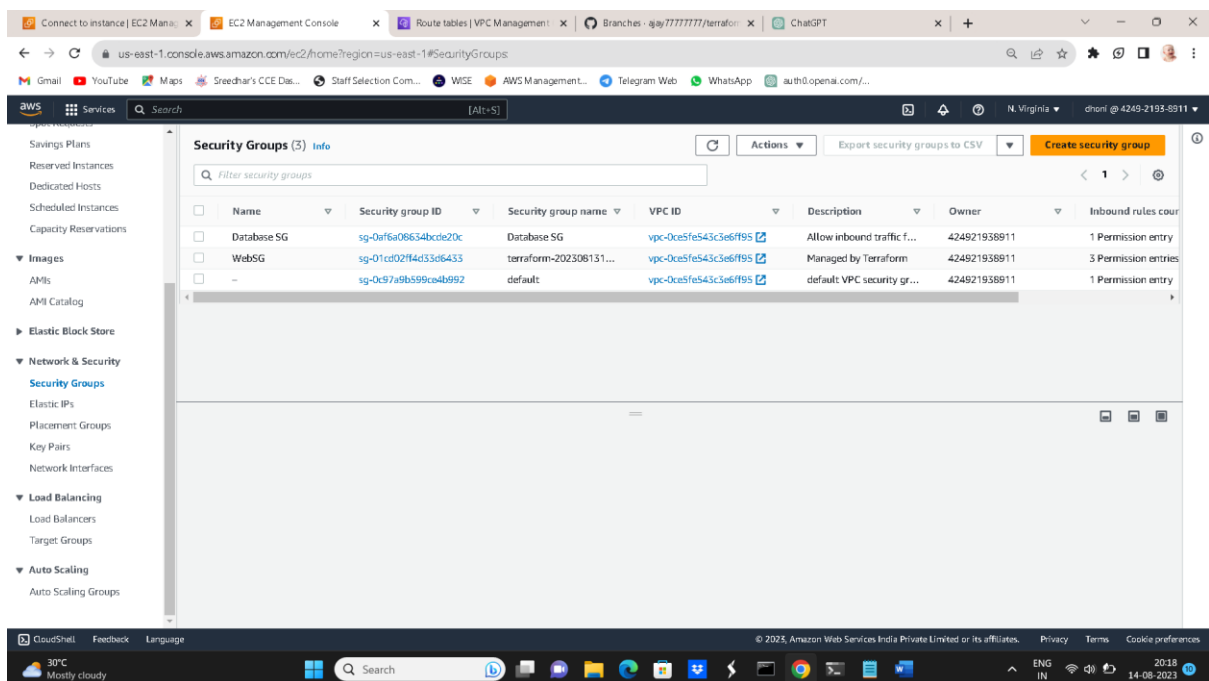 Connect to instance | EC2 Manag
EC2 Management Console
Route tables | VPC Management
Branches · ajay77777777/terraform
ChatGPT
us-east-1.console.aws.amazon.com/ec2/home?region=us-east-1#SecurityGroups:
Gmail YouTube Maps Sreedhar's CCE Das... Staff Selection Com... WISE AWS Management... Telegram Web WhatsApp auth0.openai.com/...
aws Services Search [Alt+S] N. Virginia dhoni @ 4249-2193-8911
Spot Requests
Savings Plans
Reserved Instances
Dedicated Hosts
Scheduled Instances
Capacity Reservations
Images
AMIs
AMI Catalog
Elastic Block Store
Network & Security
Security Groups
Elastic IPs
Placement Groups
Key Pairs
Network Interfaces
Load Balancing
Load Balancers
Target Groups
Auto Scaling
Auto Scaling Groups
Security Groups (3) Info Actions Export security groups to CSV Create security group
Filter security groups 1
Name Security group ID Security group name VPC ID Description Owner Inbound rules cour
Database SG sg-0af6a08634bcde20c Database SG vpc-0ce5fe543c3e6ff95 Allow inbound traffic f... 424921938911 1 Permission entry
WebSG sg-01cd02ff4d33d6433 terraform-202308131... vpc-0ce5fe543c3e6ff95 Managed by Terraform 424921938911 3 Permission entries
– sg-0c97a9b599ce4b992 default vpc-0ce5fe543c3e6ff95 default VPC security gr... 424921938911 1 Permission entry
CloudShell Feedback Language © 2023, Amazon Web Services India Private Limited or its affiliates. Privacy Terms Cookie preferences
30°C
Mostly cloudy
Search
ENG
IN
20:18
14-08-2023
10